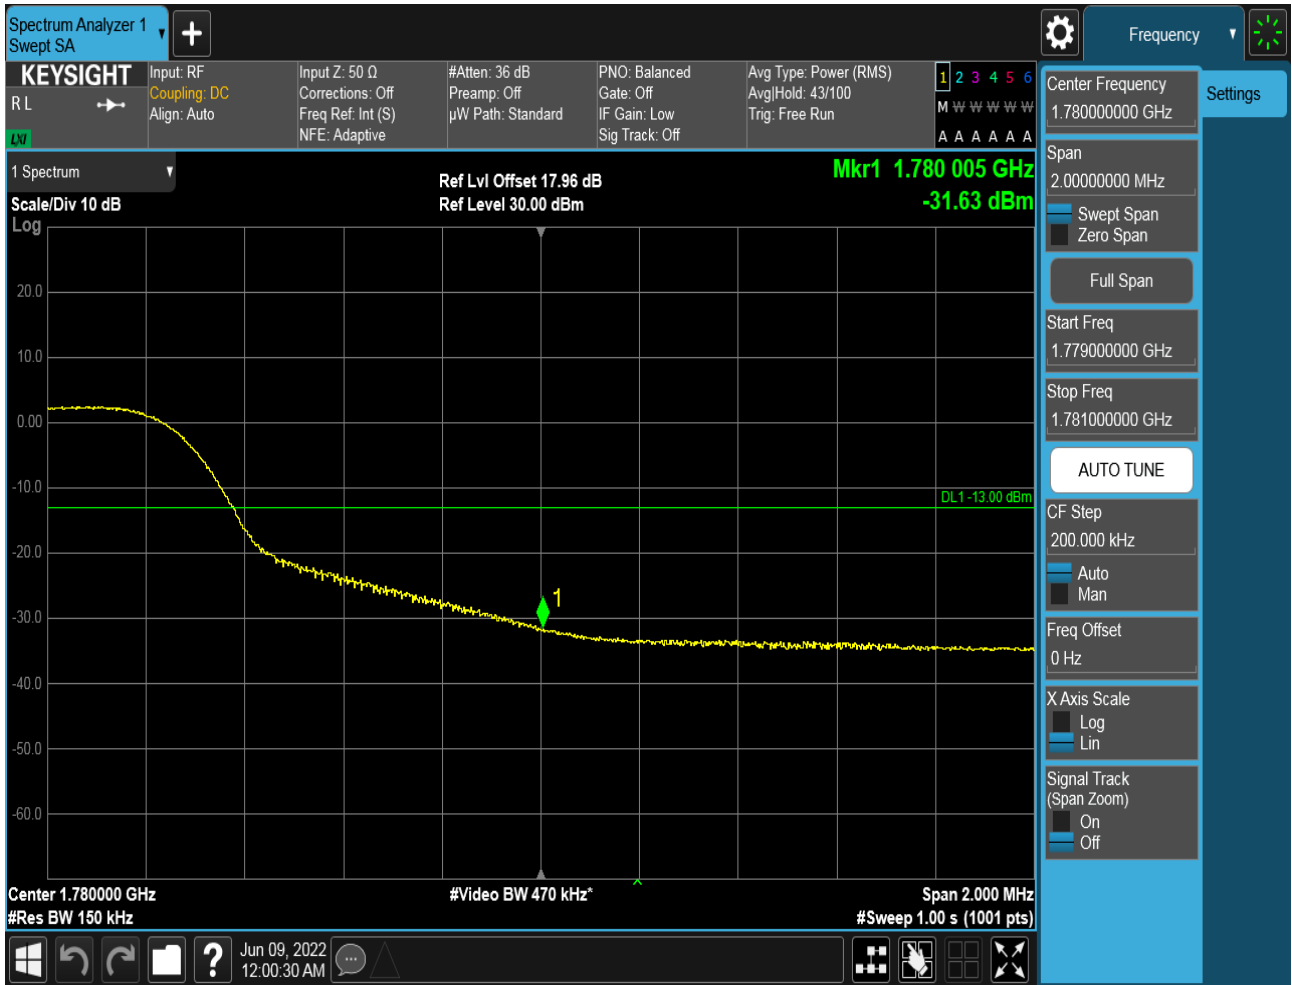 Spectrum Analyzer 1
Swept SA
Frequency
KEYSIGHT
R L
LXI
Input: RF
Coupling: DC
Align: Auto
Input Z: 50 Ω
Corrections: Off
Freq Ref: Int (S)
NFE: Adaptive
#Atten: 36 dB
Preamp: Off
µW Path: Standard
PNO: Balanced
Gate: Off
IF Gain: Low
Sig Track: Off
Avg Type: Power (RMS)
Avg|Hold: 43/100
Trig: Free Run
1 2 3 4 5 6
M W W W W W
A A A A A A
1 Spectrum
Scale/Div 10 dB
Log
Ref Lvl Offset 17.96 dB
Ref Level 30.00 dBm
Mkr1 1.780 005 GHz
-31.63 dBm
20.0
10.0
0.00
-10.0
DL1 -13.00 dBm
-20.0
1
-30.0
-40.0
-50.0
-60.0
Center 1.780000 GHz
#Res BW 150 kHz
#Video BW 470 kHz*
Span 2.000 MHz
#Sweep 1.00 s (1001 pts)
Jun 09, 2022
12:00:30 AM
Center Frequency
1.780000000 GHz
Settings
Span
2.00000000 MHz
Swept Span
Zero Span
Full Span
Start Freq
1.779000000 GHz
Stop Freq
1.781000000 GHz
AUTO TUNE
CF Step
200.000 kHz
Auto
Man
Freq Offset
0 Hz
X Axis Scale
Log
Lin
Signal Track
(Span Zoom)
On
Off